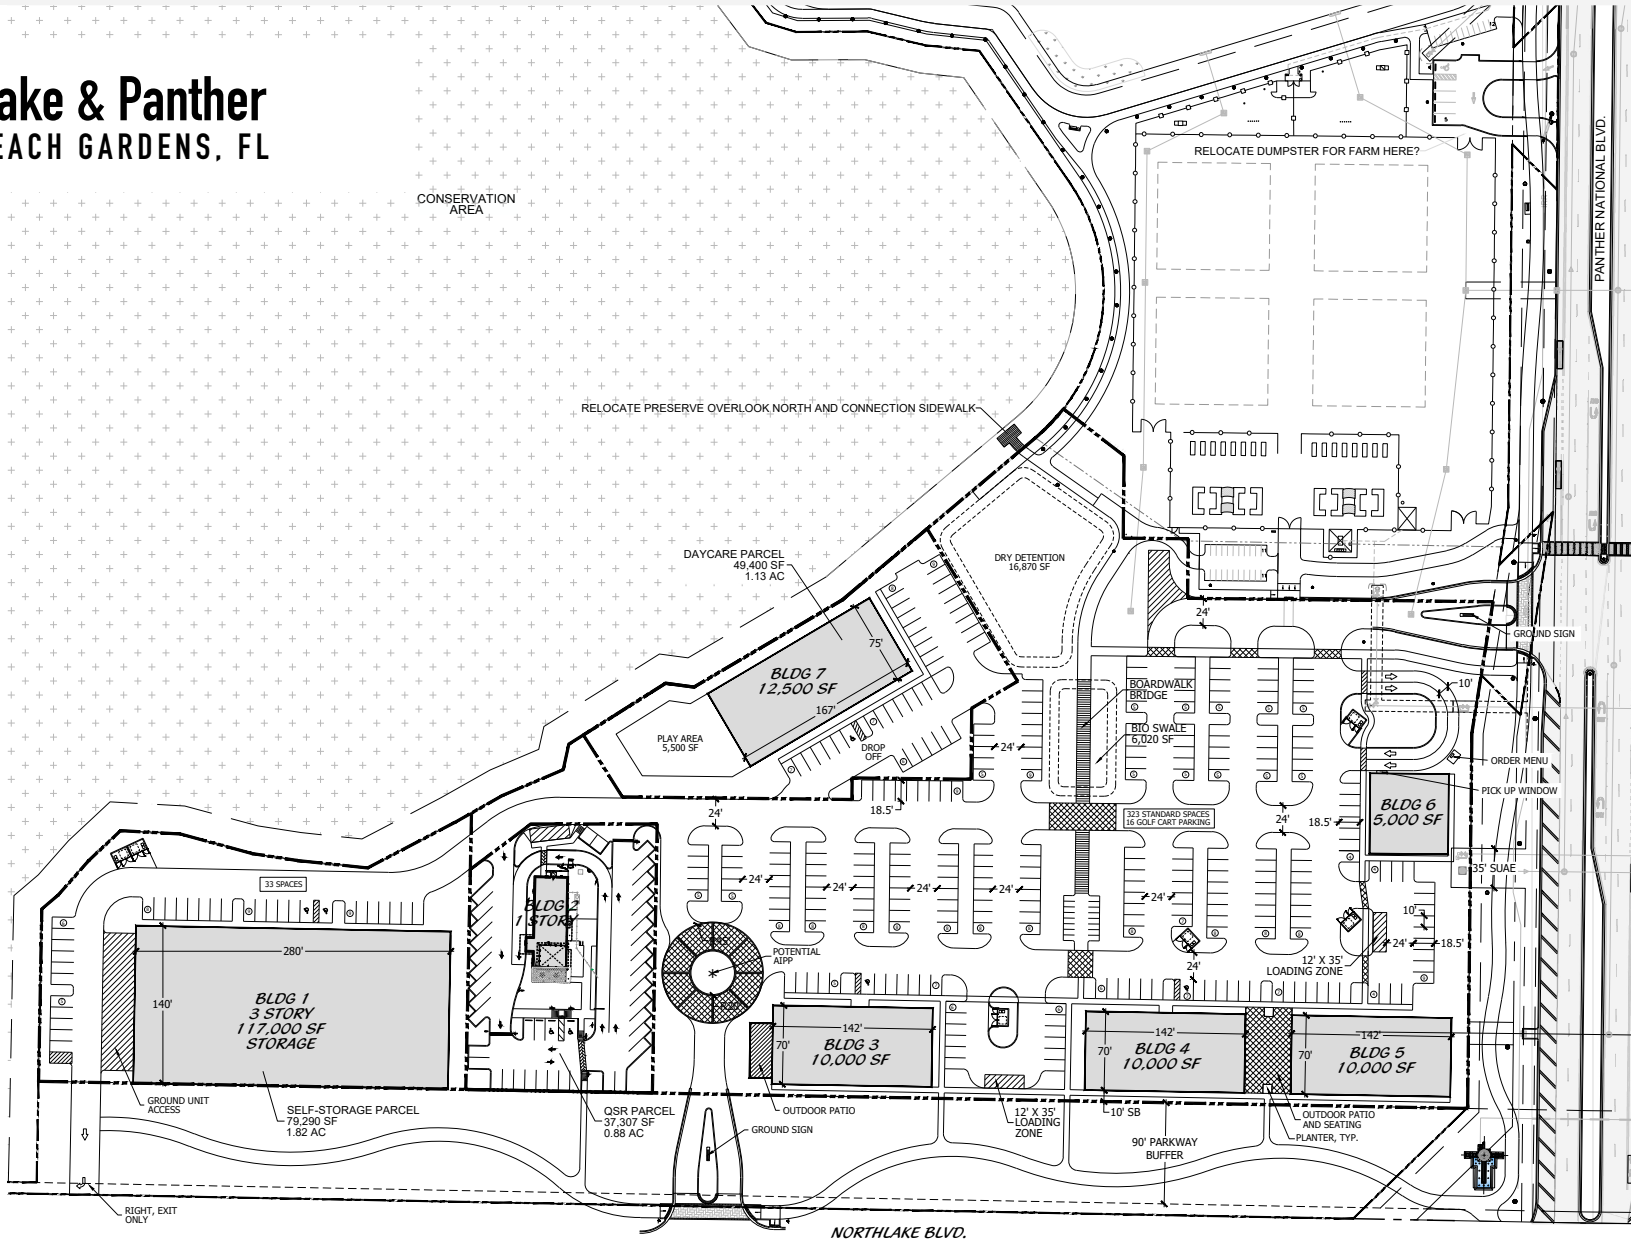 ake & Panther
EACH GARDENS, FL
CONSERVATION
AREA
RELOCATE DUMPSTER FOR FARM HERE?
PANTHER NATIONAL BLVD.
RELOCATE PRESERVE OVERLOOK NORTH AND CONNECTION SIDEWALK
DAYCARE PARCEL
49,400 SF
1.13 AC
DRY DETENTION
16,870 SF
24'
GROUND SIGN
75'
BLDG 7
12,500 SF
167'
PLAY AREA
5,500 SF
DROP
OFF
BOARDWALK
BRIDGE
BIO SWALE
6,020 SF
24'
10'
ORDER MENU
PICK UP WINDOW
BLDG 6
5,000 SF
18.5'
24'
18.5'
24'
323 STANDARD SPACES
16 GOLF CART PARKING
35' SUAE
33 SPACES
24'
24'
24'
24'
24'
10'
24'
18.5'
BLDG 2
1 STORY
POTENTIAL
AIPP
24'
12' X 35'
LOADING ZONE
280'
140'
BLDG 1
3 STORY
117,000 SF
STORAGE
142'
70'
BLDG 3
10,000 SF
142'
70'
BLDG 4
10,000 SF
142'
70'
BLDG 5
10,000 SF
GROUND UNIT
ACCESS
SELF-STORAGE PARCEL
79,290 SF
1.82 AC
QSR PARCEL
37,307 SF
0.88 AC
OUTDOOR PATIO
GROUND SIGN
12' X 35'
LOADING
ZONE
10' SB
90' PARKWAY
BUFFER
OUTDOOR PATIO
AND SEATING
PLANTER, TYP.
RIGHT, EXIT
ONLY
NORTHLAKE BLVD.